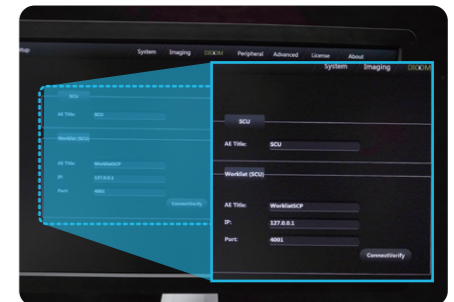 System Imaging DICOM Peripheral Advanced License About
SCU
AE Title: SCU
Worklist (SCU)
AE Title: WorklistSCP
IP: 127.0.0.1
Port: 4001
ConnectVerify
System Imaging DICOM
SCU
AE Title: SCU
Worklist (SCU)
AE Title: WorklistSCP
IP: 127.0.0.1
Port: 4001
ConnectVerify